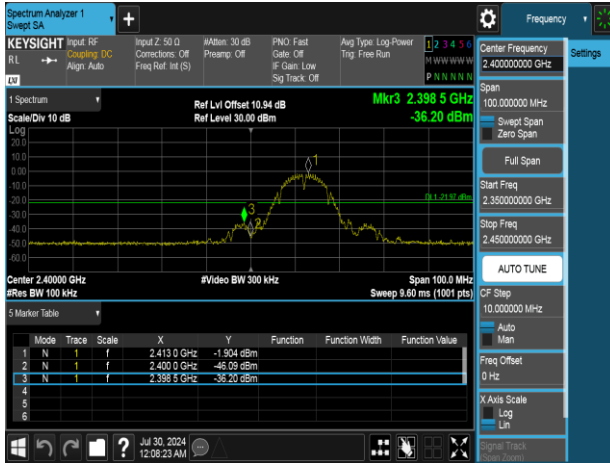 Spectrum Analyzer 1
Swept SA
+
Frequency
KEYSIGHT
RL
Input: RF
Coupling: DC
Align: Auto
Input Z: 50 Ω
Corrections: Off
Freq Ref: Int (S)
#Atten: 30 dB
Preamp: Off
PNO: Fast
Gate: Off
IF Gain: Low
Sig Track: Off
Avg Type: Log-Power
Trig: Free Run
1 2 3 4 5 6
M W W W W W
P N N N N N
LXI
1 Spectrum
Scale/Div 10 dB
Ref Lvl Offset 10.94 dB
Ref Level 30.00 dBm
Mkr3 2.398 5 GHz
-36.20 dBm
Log
20.0
10.0
0.00
-10.0
-20.0
-30.0
-40.0
-50.0
-60.0
1
2
3
DL1 -21.97 dBm
Center 2.40000 GHz
#Video BW 300 kHz
Span 100.0 MHz
#Res BW 100 kHz
Sweep 9.60 ms (1001 pts)
5 Marker Table
Mode Trace Scale X Y Function Function Width Function Value
1 N 1 f 2.413 0 GHz -1.904 dBm
2 N 1 f 2.400 0 GHz -46.09 dBm
3 N 1 f 2.398 5 GHz -36.20 dBm
4
5
6
?
Jul 30, 2024
12:08:23 AM
Center Frequency
2.400000000 GHz
Settings
Span
100.000000 MHz
Swept Span
Zero Span
Full Span
Start Freq
2.350000000 GHz
Stop Freq
2.450000000 GHz
AUTO TUNE
CF Step
10.000000 MHz
Auto
Man
Freq Offset
0 Hz
X Axis Scale
Log
Lin
Signal Track
(Span Zoom)